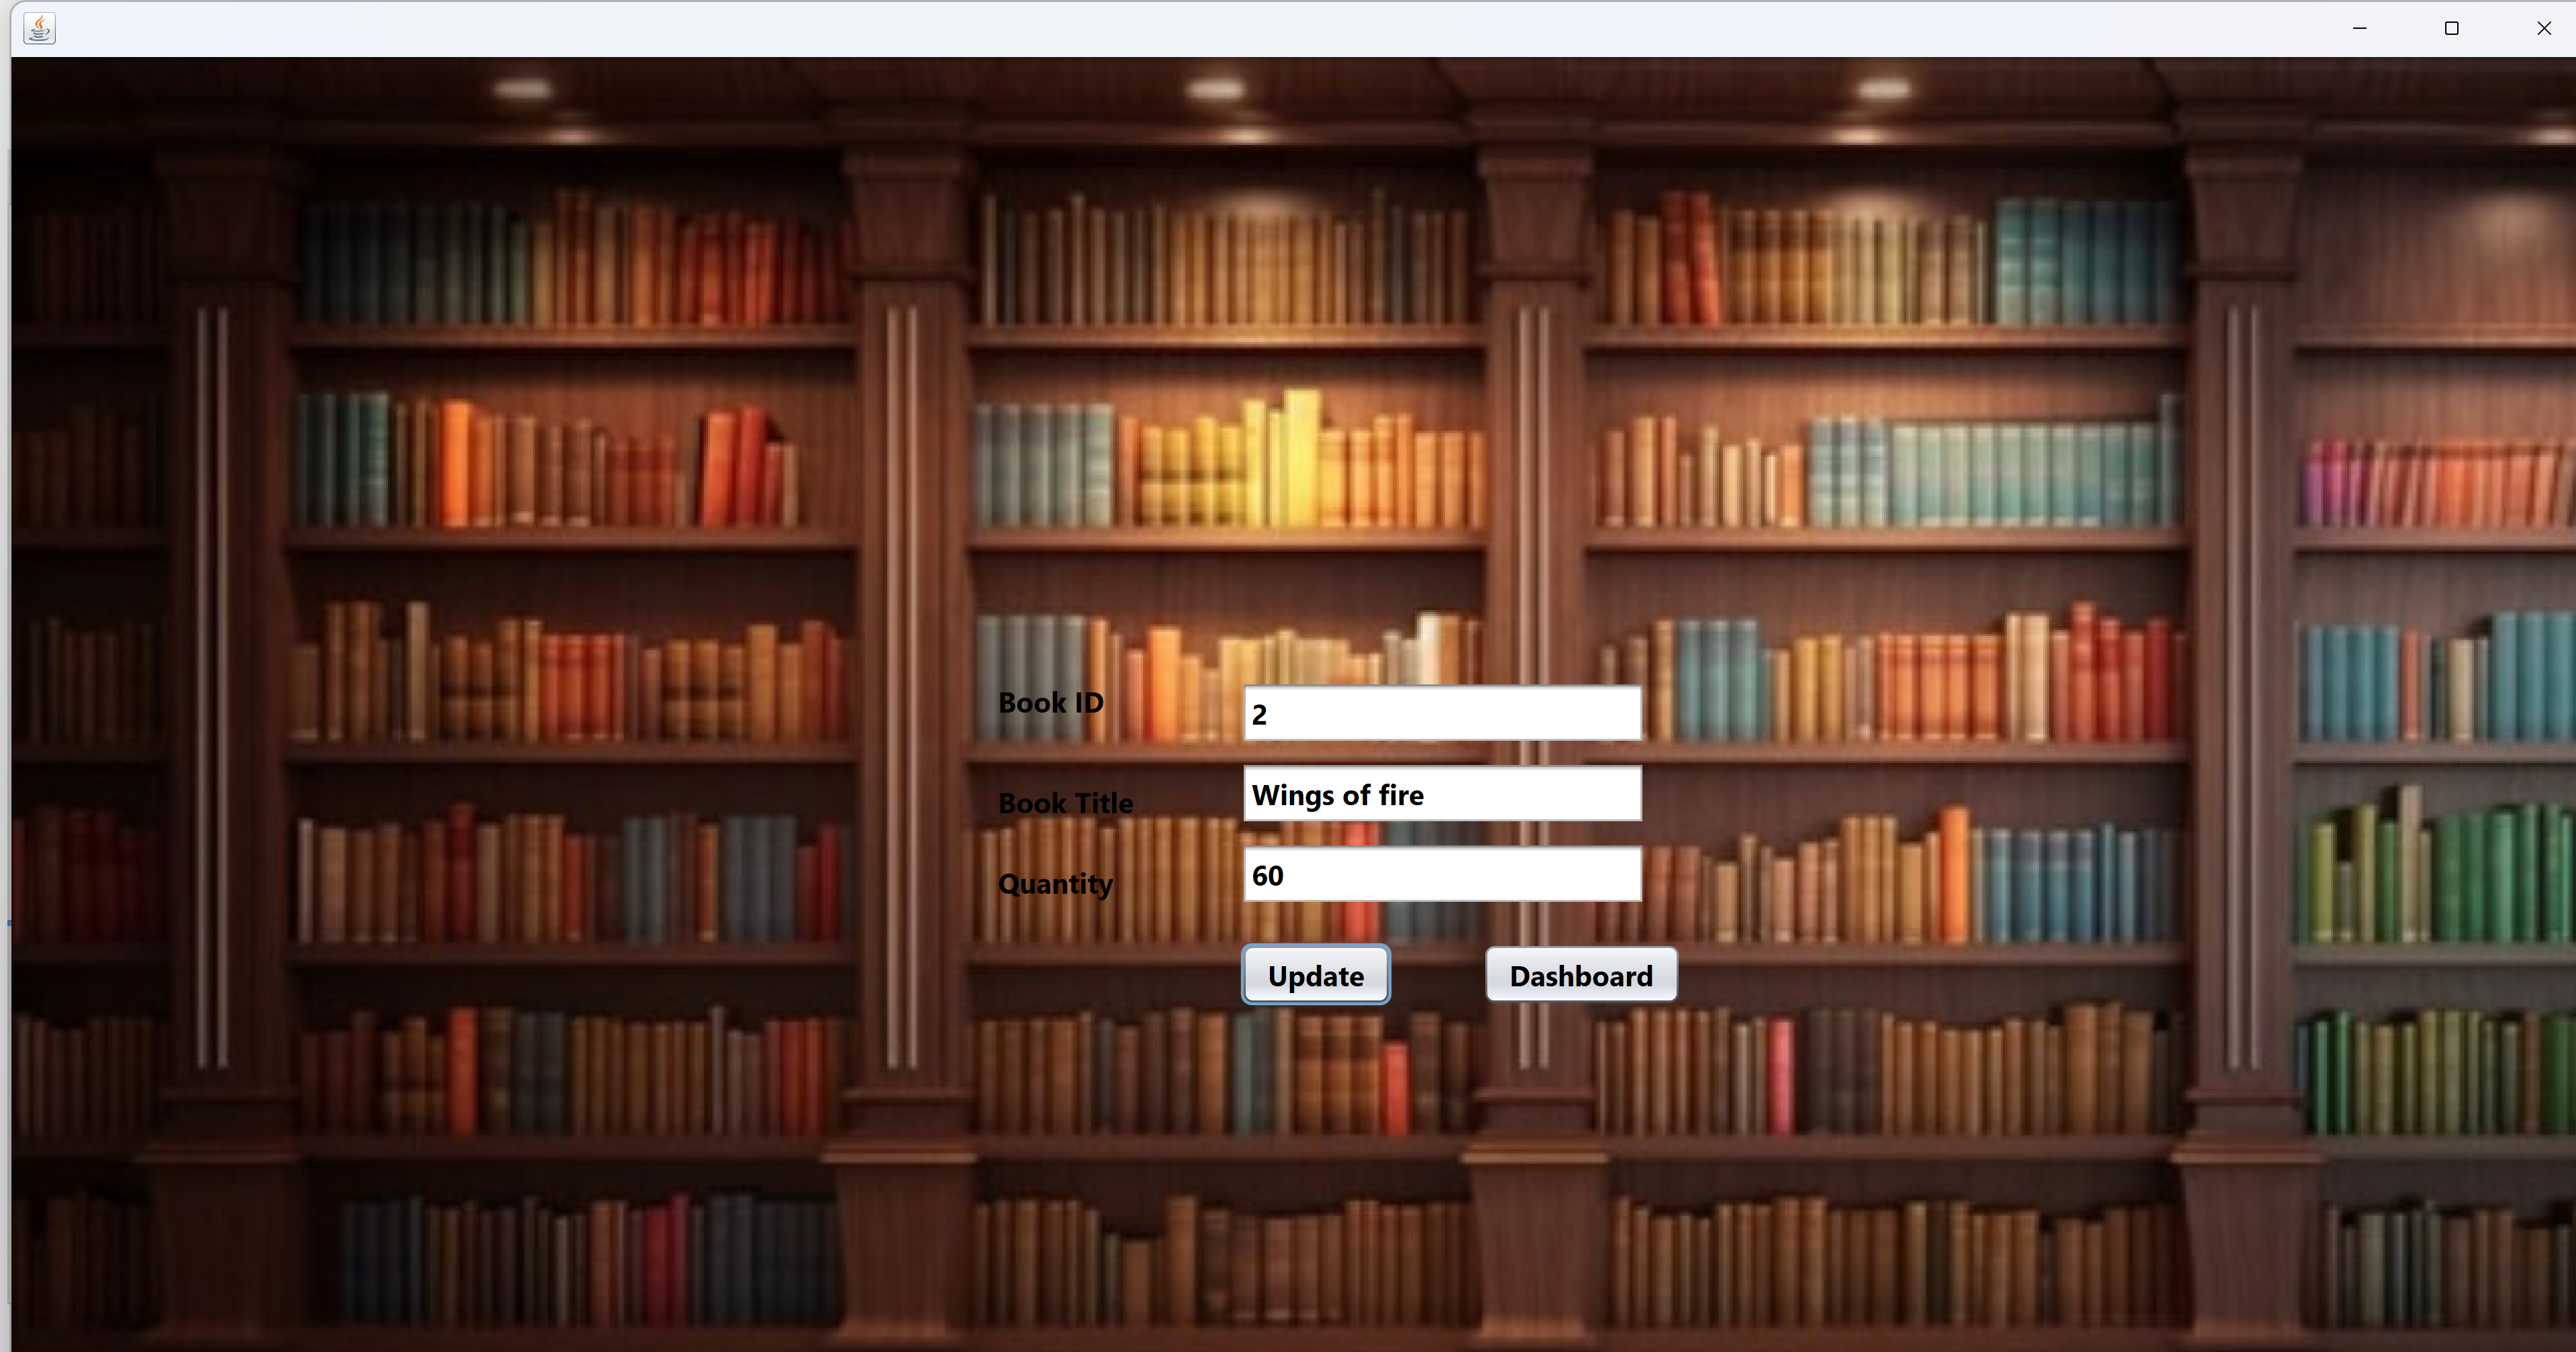 Book ID
2
Book Title
Wings of fire
Quantity
60
Update
Dashboard